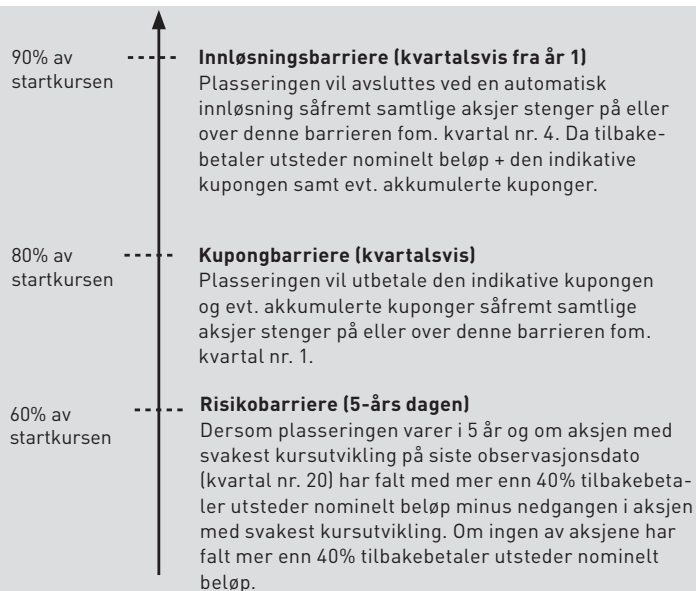 90% av
startkursen
Innløsningsbarriere (kvartalsvis fra år 1)
Plasseringen vil avsluttes ved en automatisk
innløsning såfremt samtlige aksjer stenger på eller
over denne barrieren fom. kvartal nr. 4. Da tilbake-
betaler utsteder nominelt beløp + den indikative
kupongen samt evt. akkumulerte kuponger.
80% av
startkursen
Kupongbarriere (kvartalsvis)
Plasseringen vil utbetale den indikative kupongen
og evt. akkumulerte kuponger såfremt samtlige
aksjer stenger på eller over denne barrieren fom.
kvartal nr. 1.
60% av
startkursen
Risikobarriere (5-års dagen)
Dersom plasseringen varer i 5 år og om aksjen med
svakest kursutvikling på siste observasjonsdato
(kvartal nr. 20) har falt med mer enn 40% tilbakebeta-
ler utsteder nominelt beløp minus nedgangen i aksjen
med svakest kursutvikling. Om ingen av aksjene har
falt mer enn 40% tilbakebetaler utsteder nominelt
beløp.